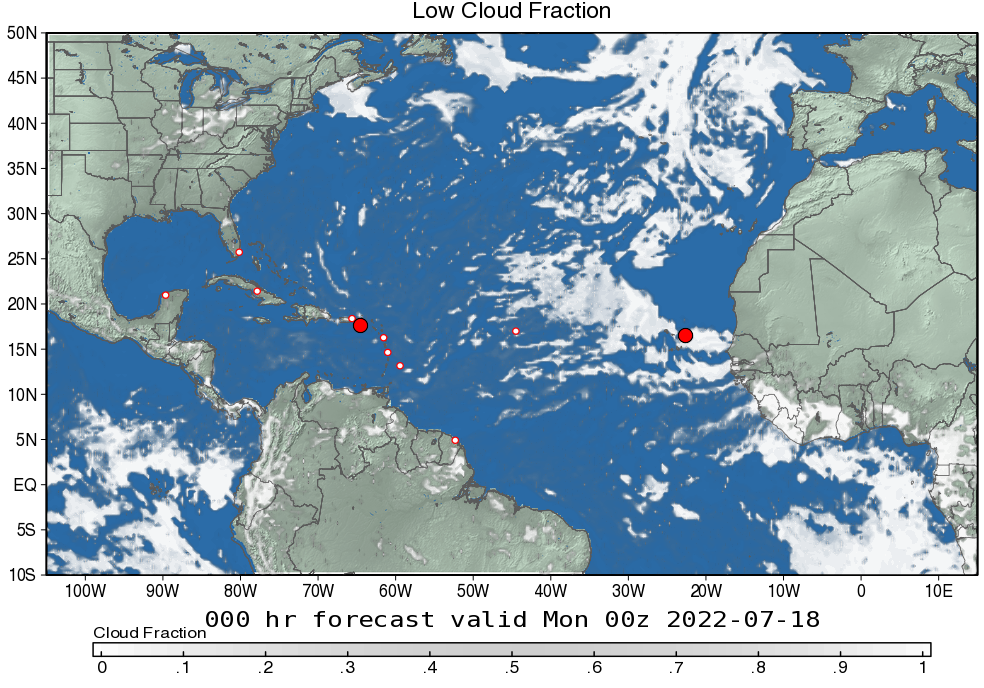 Low Cloud Fraction
50N
45N
40N
35N
30N
25N
20N
15N
10N
5N
EQ
5S
10S
100W 90W 80W 70W 60W 50W 40W 30W 20W 10W 0 10E
000 hr forecast valid Mon 00z 2022-07-18
Cloud Fraction
0 .1 .2 .3 .4 .5 .6 .7 .8 .9 1